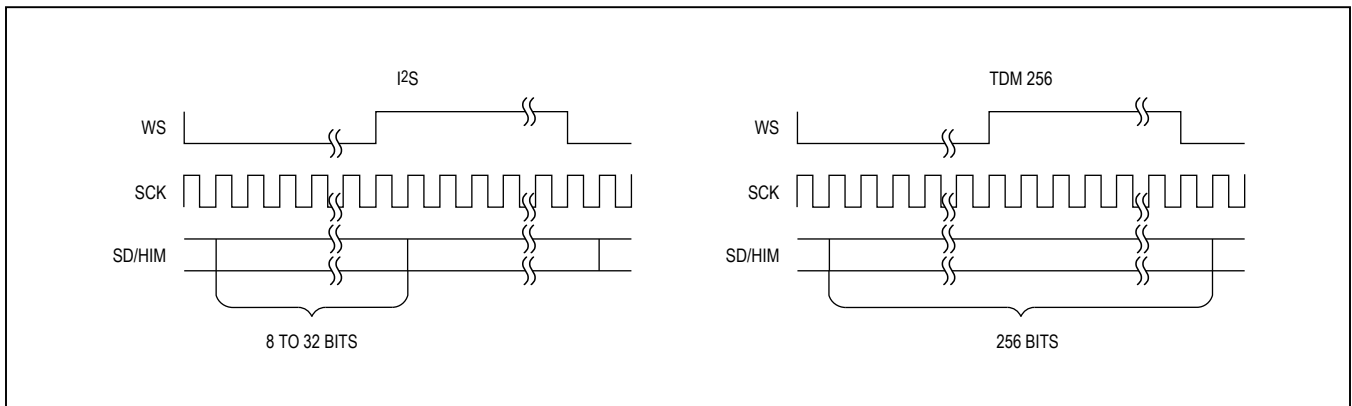 I2S
WS
SCK
SD/HIM
8 TO 32 BITS
TDM 256
WS
SCK
SD/HIM
256 BITS